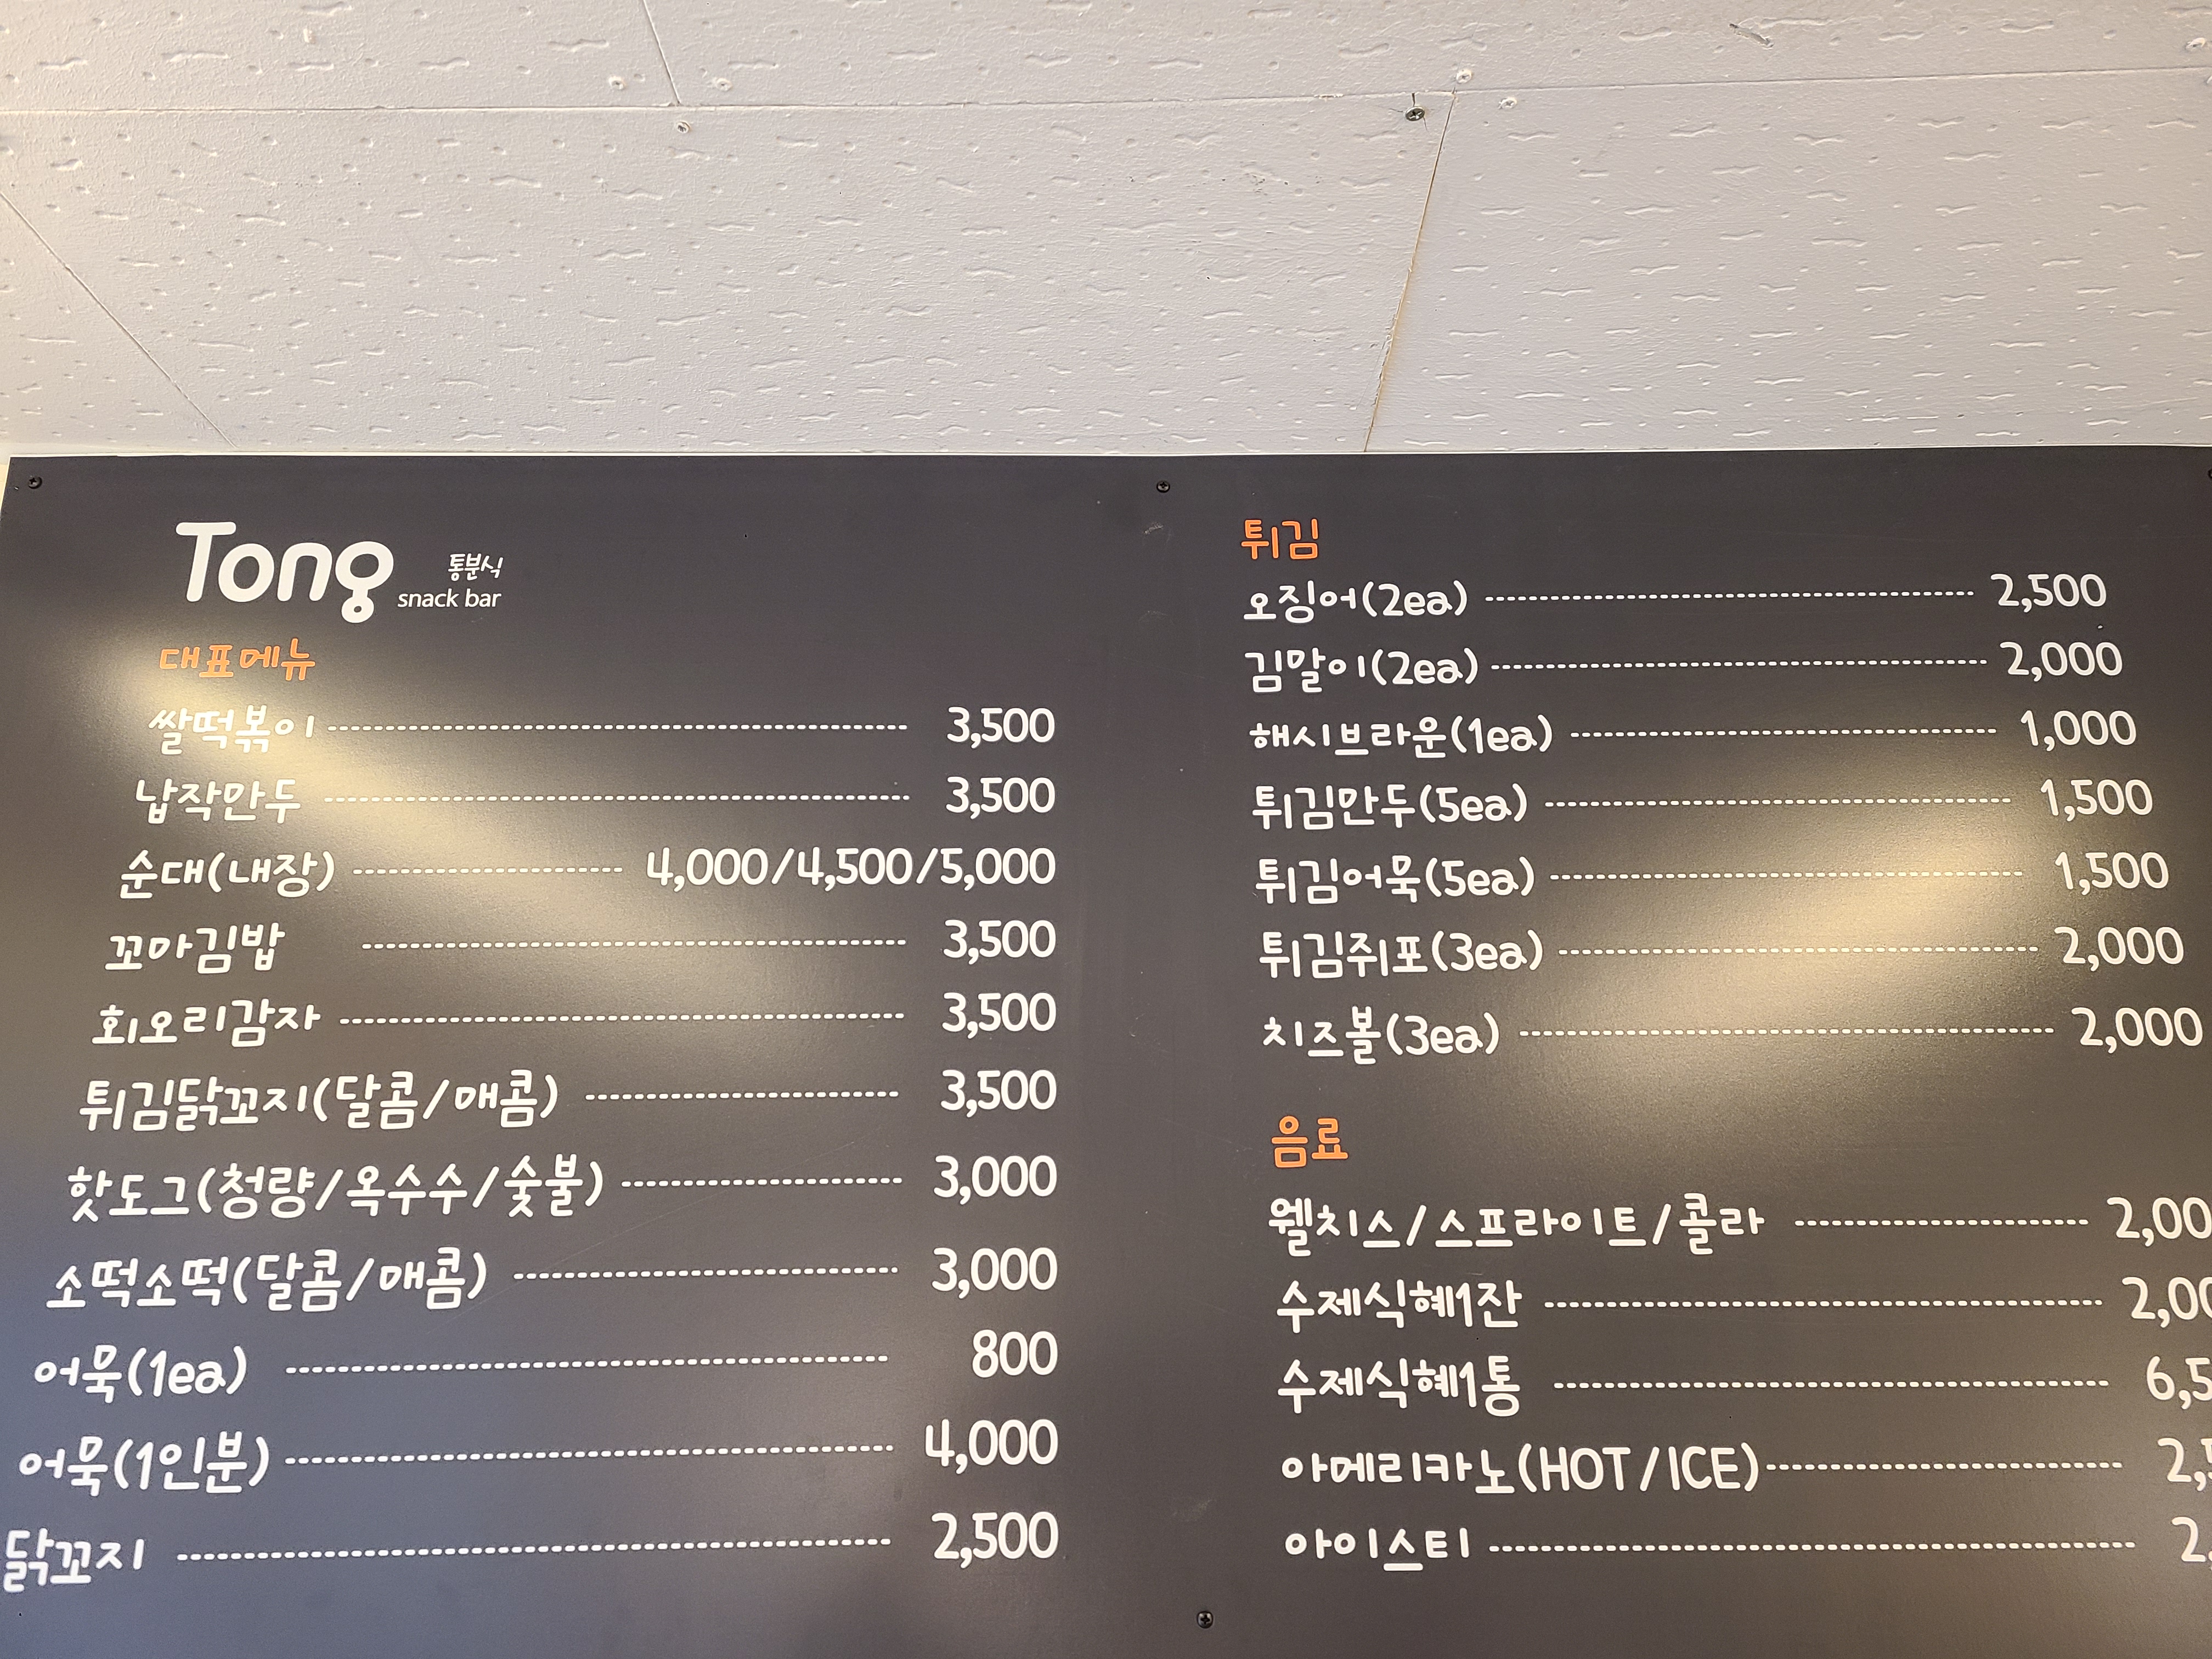 Tong 통분식
snack bar
대표메뉴
쌀떡볶이 3,500
납작만두 3,500
순대(내장) 4,000/4,500/5,000
꼬마김밥 3,500
회오리감자 3,500
튀김닭꼬지(달콤/매콤) 3,500
핫도그(청량/옥수수/숯불) 3,000
소떡소떡(달콤/매콤) 3,000
어묵(1ea) 800
어묵(1인분) 4,000
닭꼬지 2,500
튀김
오징어(2ea) 2,500
김말이(2ea) 2,000
해시브라운(1ea) 1,000
튀김만두(5ea) 1,500
튀김어묵(5ea) 1,500
튀김쥐포(3ea) 2,000
치즈볼(3ea) 2,000
음료
웰치스/스프라이트/콜라
수제식혜1잔
수제식혜1통
아메리카노(HOT/ICE)
아이스티